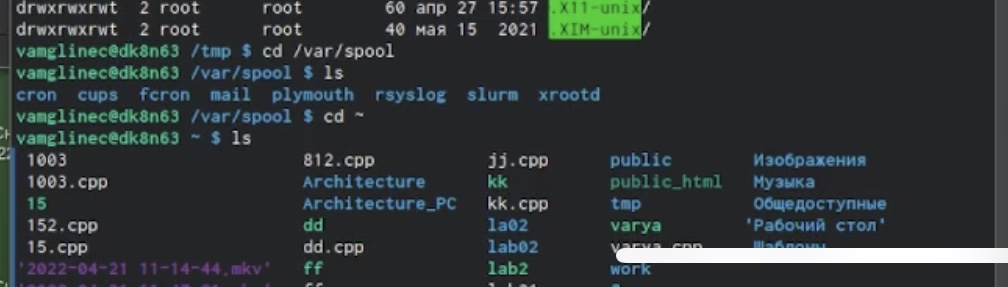 drwxrwxrwt 2 root root 60 апр 27 15:57 .X11-unix/
drwxrwxrwt 2 root root 40 мая 15 2021 .XIM-unix/
vamglinec@dk8n63 /tmp $ cd /var/spool
vamglinec@dk8n63 /var/spool $ ls
cron cups fcron mail plymouth rsyslog slurm xrootd
vamglinec@dk8n63 /var/spool $ cd ~
vamglinec@dk8n63 ~ $ ls
1003 812.cpp jj.cpp public Изображения
1003.cpp Architecture kk public_html Музыка
15 Architecture_PC kk.cpp tmp Общедоступные
152.cpp dd la02 varya 'Рабочий стол'
15.cpp dd.cpp lab02 varya.cpp Шаблоны
'2022-04-21 11-14-44.mkv' ff lab2 work